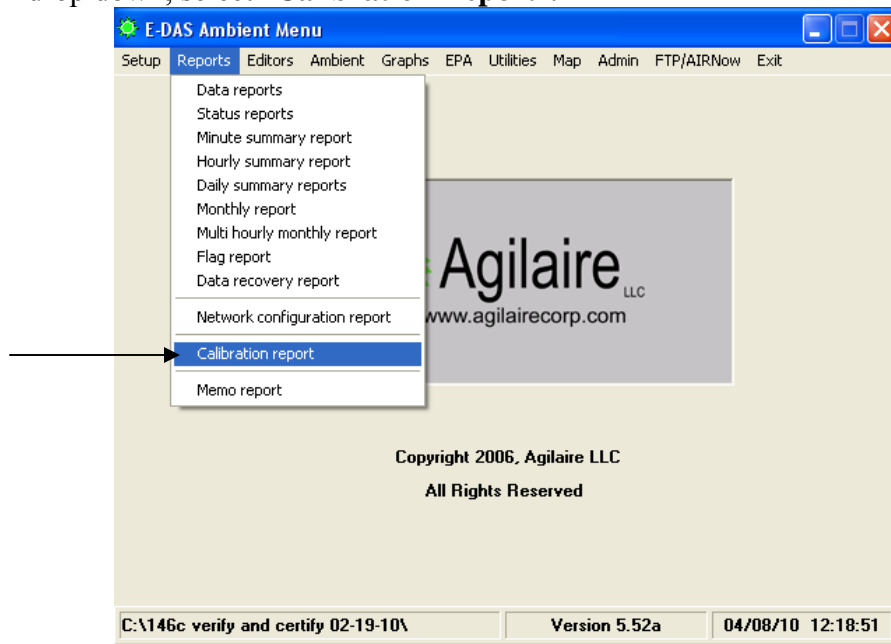 E-DAS Ambient Menu
Setup Reports Editors Ambient Graphs EPA Utilities Map Admin FTP/AIRNow Exit
Data reports
Status reports
Minute summary report
Hourly summary report
Daily summary reports
Monthly report
Multi hourly monthly report
Flag report
Data recovery report
Network configuration report
Calibration report
Memo report
Agilaire LLC
www.agilairecorp.com
Copyright 2006, Agilaire LLC
All Rights Reserved
C:\146c verify and certify 02-19-10\ Version 5.52a 04/08/10 12:18:51